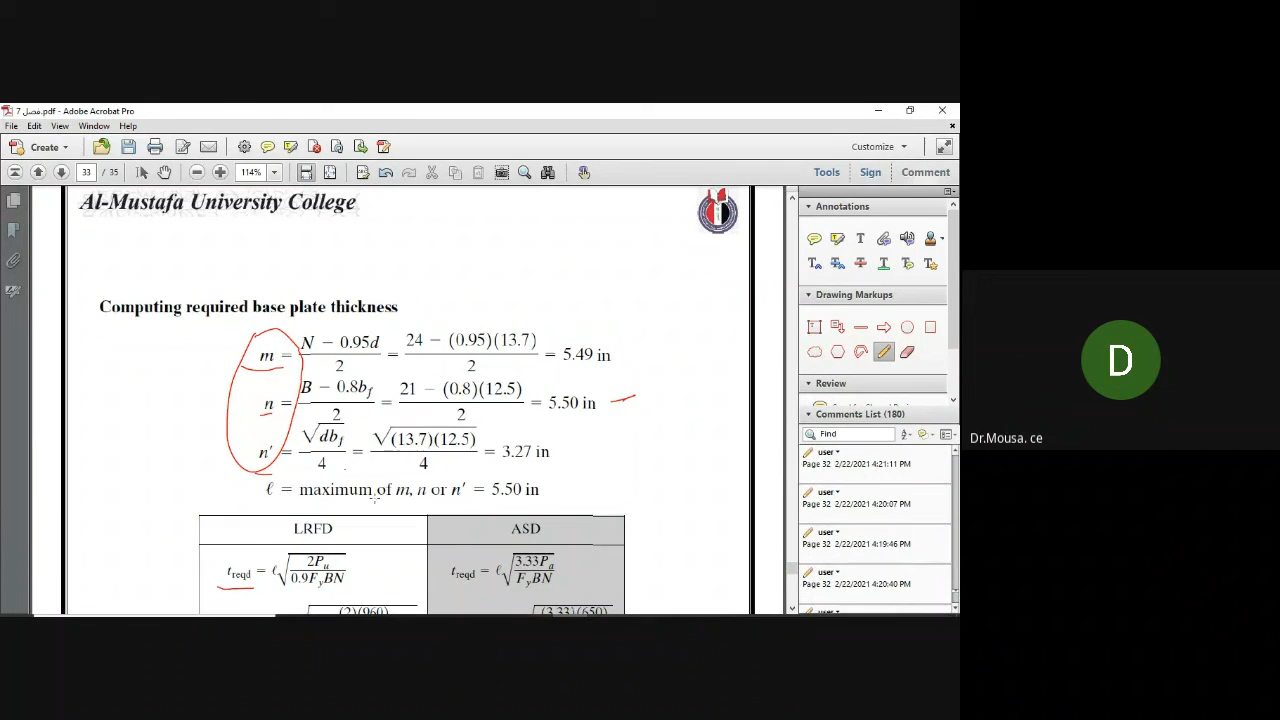 فصل 7.pdf - Adobe Acrobat Pro
File Edit View Window Help
Create
Customize
33 / 35 114% Tools Sign Comment
Al-Mustafa University College
Computing required base plate thickness
m = (N − 0.95d)/2 = (24 − (0.95)(13.7))/2 = 5.49 in
n = (B − 0.8b_f)/2 = (21 − (0.8)(12.5))/2 = 5.50 in
n′ = √(db_f)/4 = √((13.7)(12.5))/4 = 3.27 in
ℓ = maximum of m, n or n′ = 5.50 in
LRFD ASD
t_reqd = ℓ√(2P_u/0.9F_yBN) t_reqd = ℓ√(3.33P_a/F_yBN)
(2)(960) (3.33)(650)
Annotations
T
Drawing Markups
Review
Comments List (180)
Find
user
Page 32 2/22/2021 4:21:11 PM
user
Page 32 2/22/2021 4:20:07 PM
user
Page 32 2/22/2021 4:19:46 PM
user
Page 32 2/22/2021 4:20:40 PM
user
D
Dr.Mousa. ce